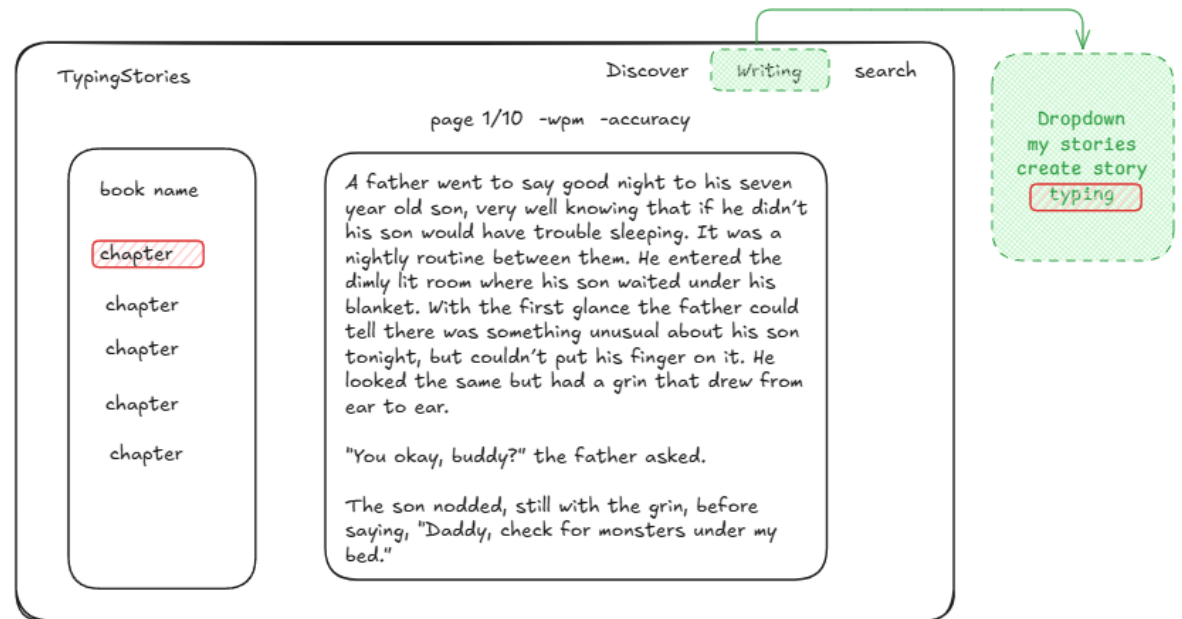 TypingStories
Discover
Writing
search
page 1/10 -wpm -accuracy
book name
chapter
chapter
chapter
chapter
chapter
A father went to say good night to his seven
year old son, very well knowing that if he didn't
his son would have trouble sleeping. It was a
nightly routine between them. He entered the
dimly lit room where his son waited under his
blanket. With the first glance the father could
tell there was something unusual about his son
tonight, but couldn't put his finger on it. He
looked the same but had a grin that drew from
ear to ear.
"You okay, buddy?" the father asked.
The son nodded, still with the grin, before
saying, "Daddy, check for monsters under my
bed."
Dropdown
my stories
create story
typing